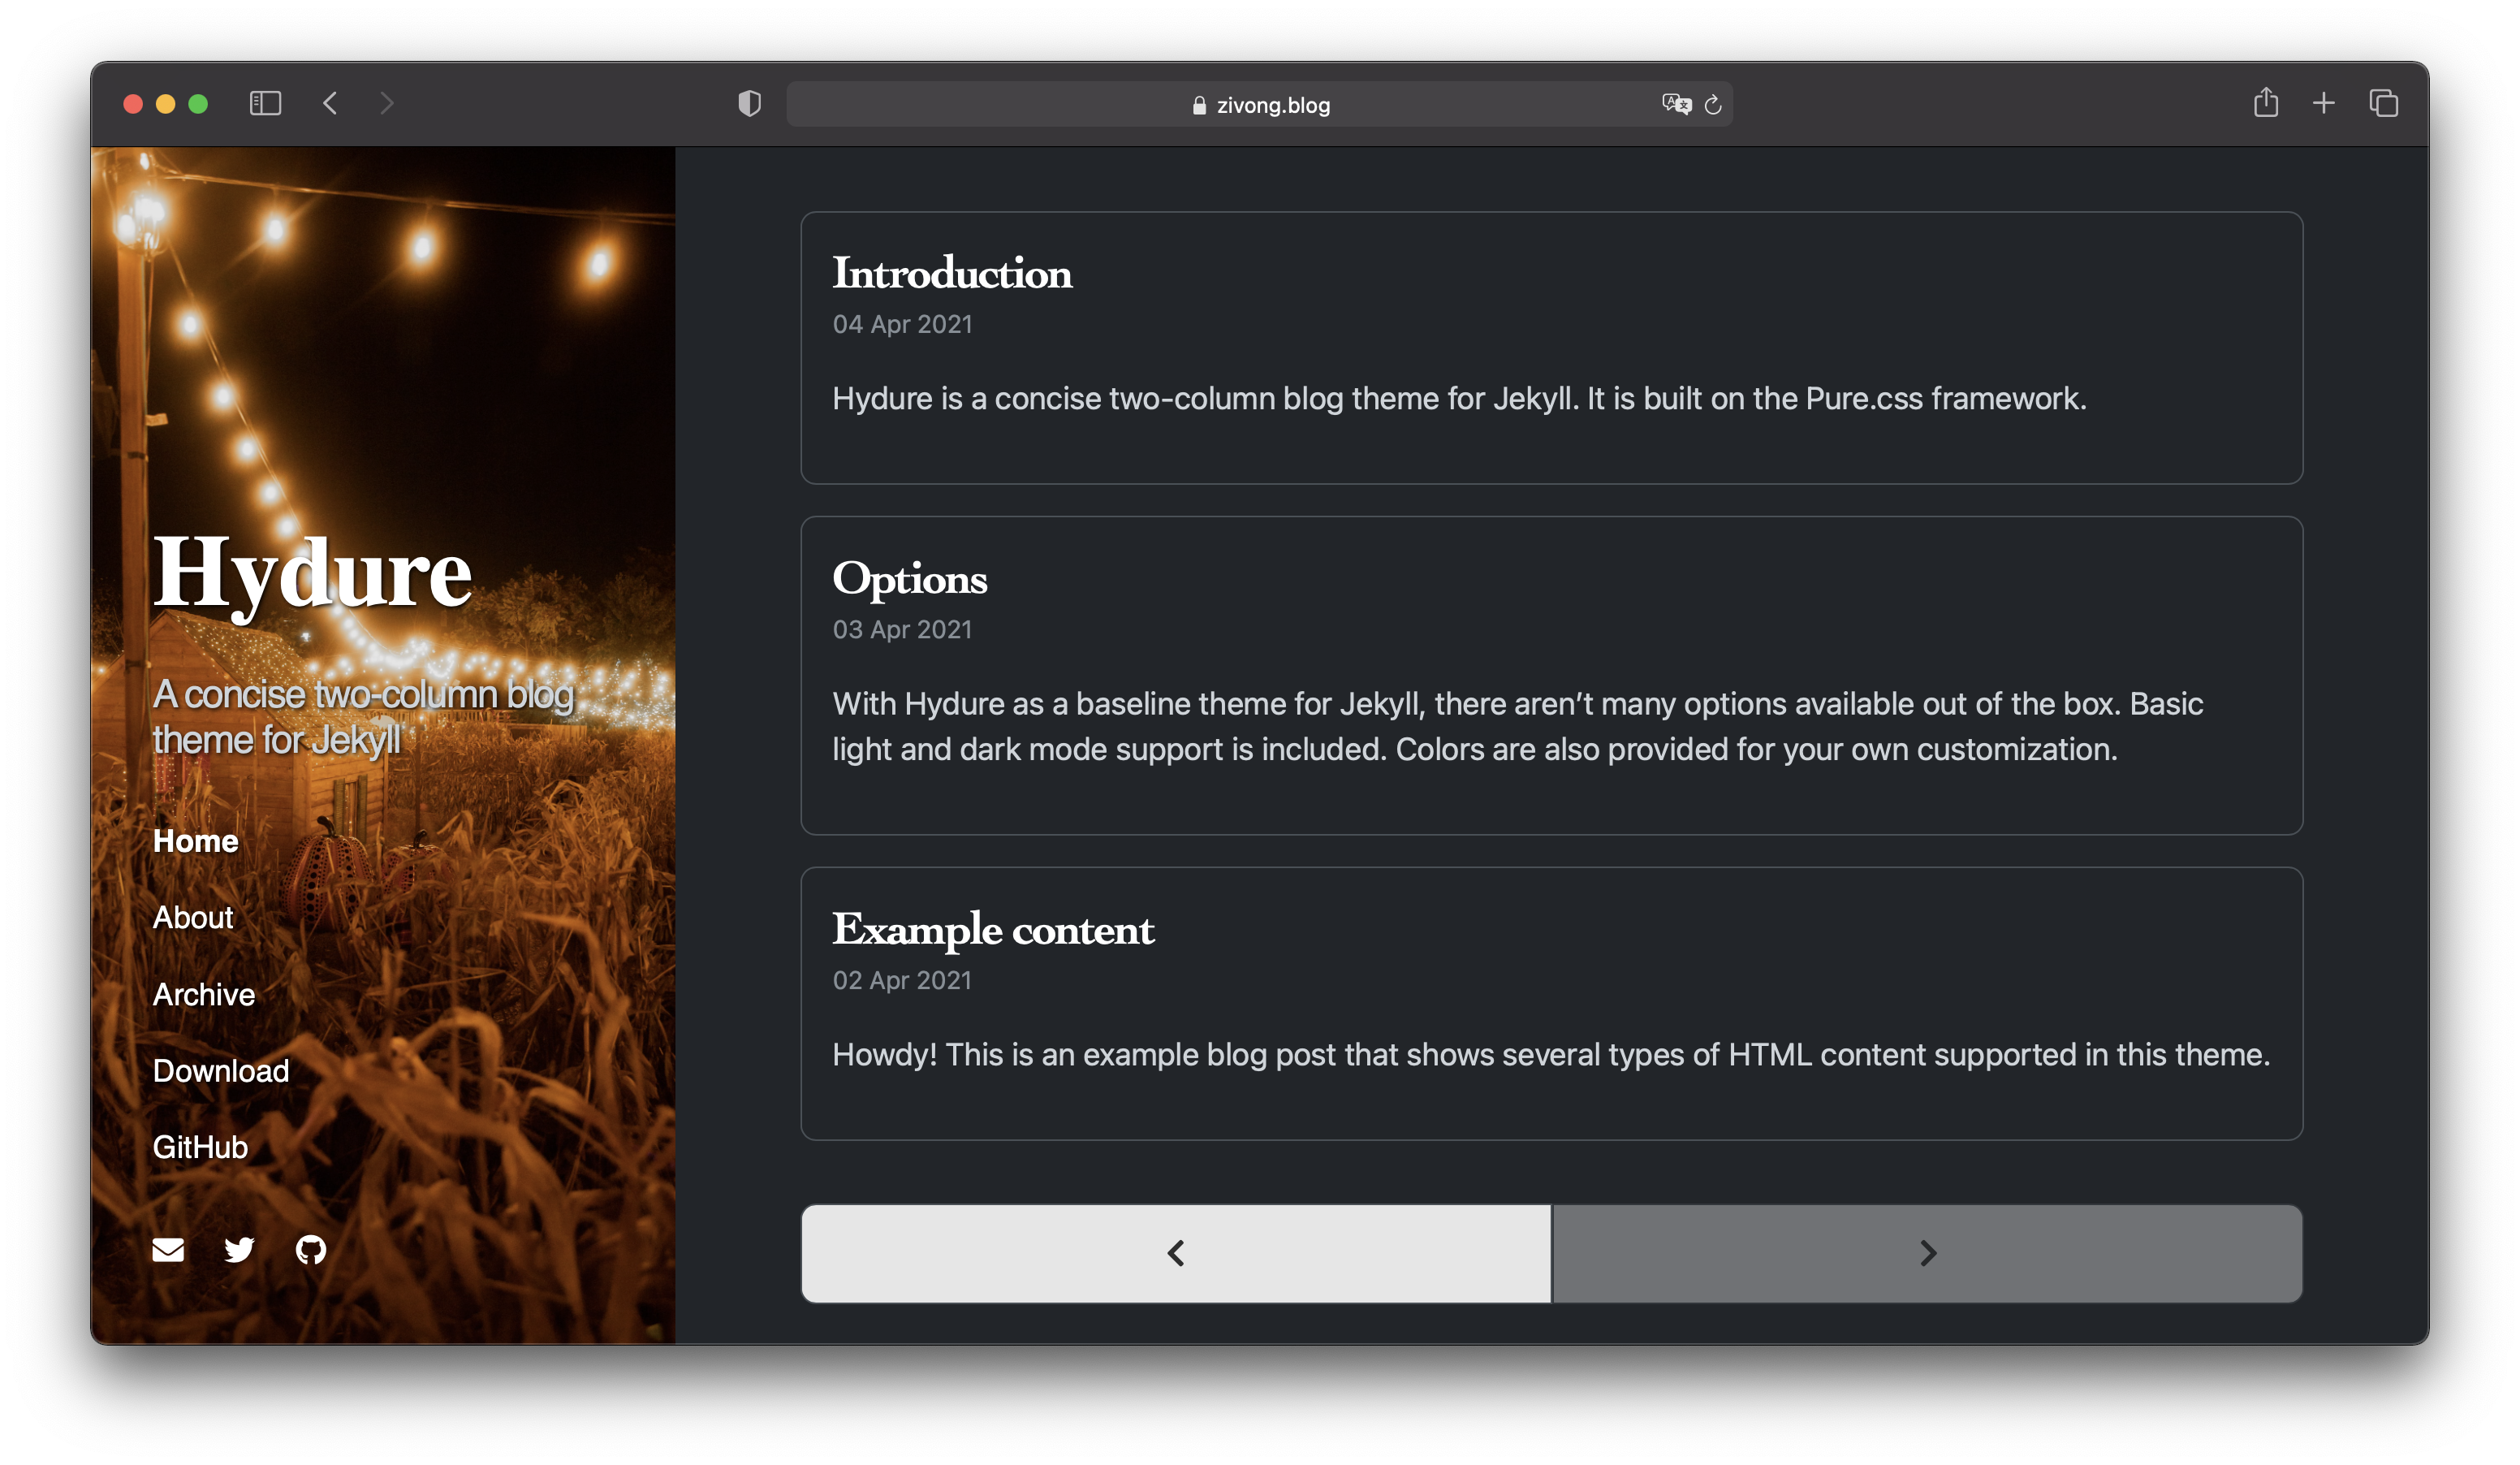 zivong.blog
Hydure
A concise two-column blog
theme for Jekyll
Home
About
Archive
Download
GitHub
Introduction
04 Apr 2021
Hydure is a concise two-column blog theme for Jekyll. It is built on the Pure.css framework.
Options
03 Apr 2021
With Hydure as a baseline theme for Jekyll, there aren’t many options available out of the box. Basic
light and dark mode support is included. Colors are also provided for your own customization.
Example content
02 Apr 2021
Howdy! This is an example blog post that shows several types of HTML content supported in this theme.